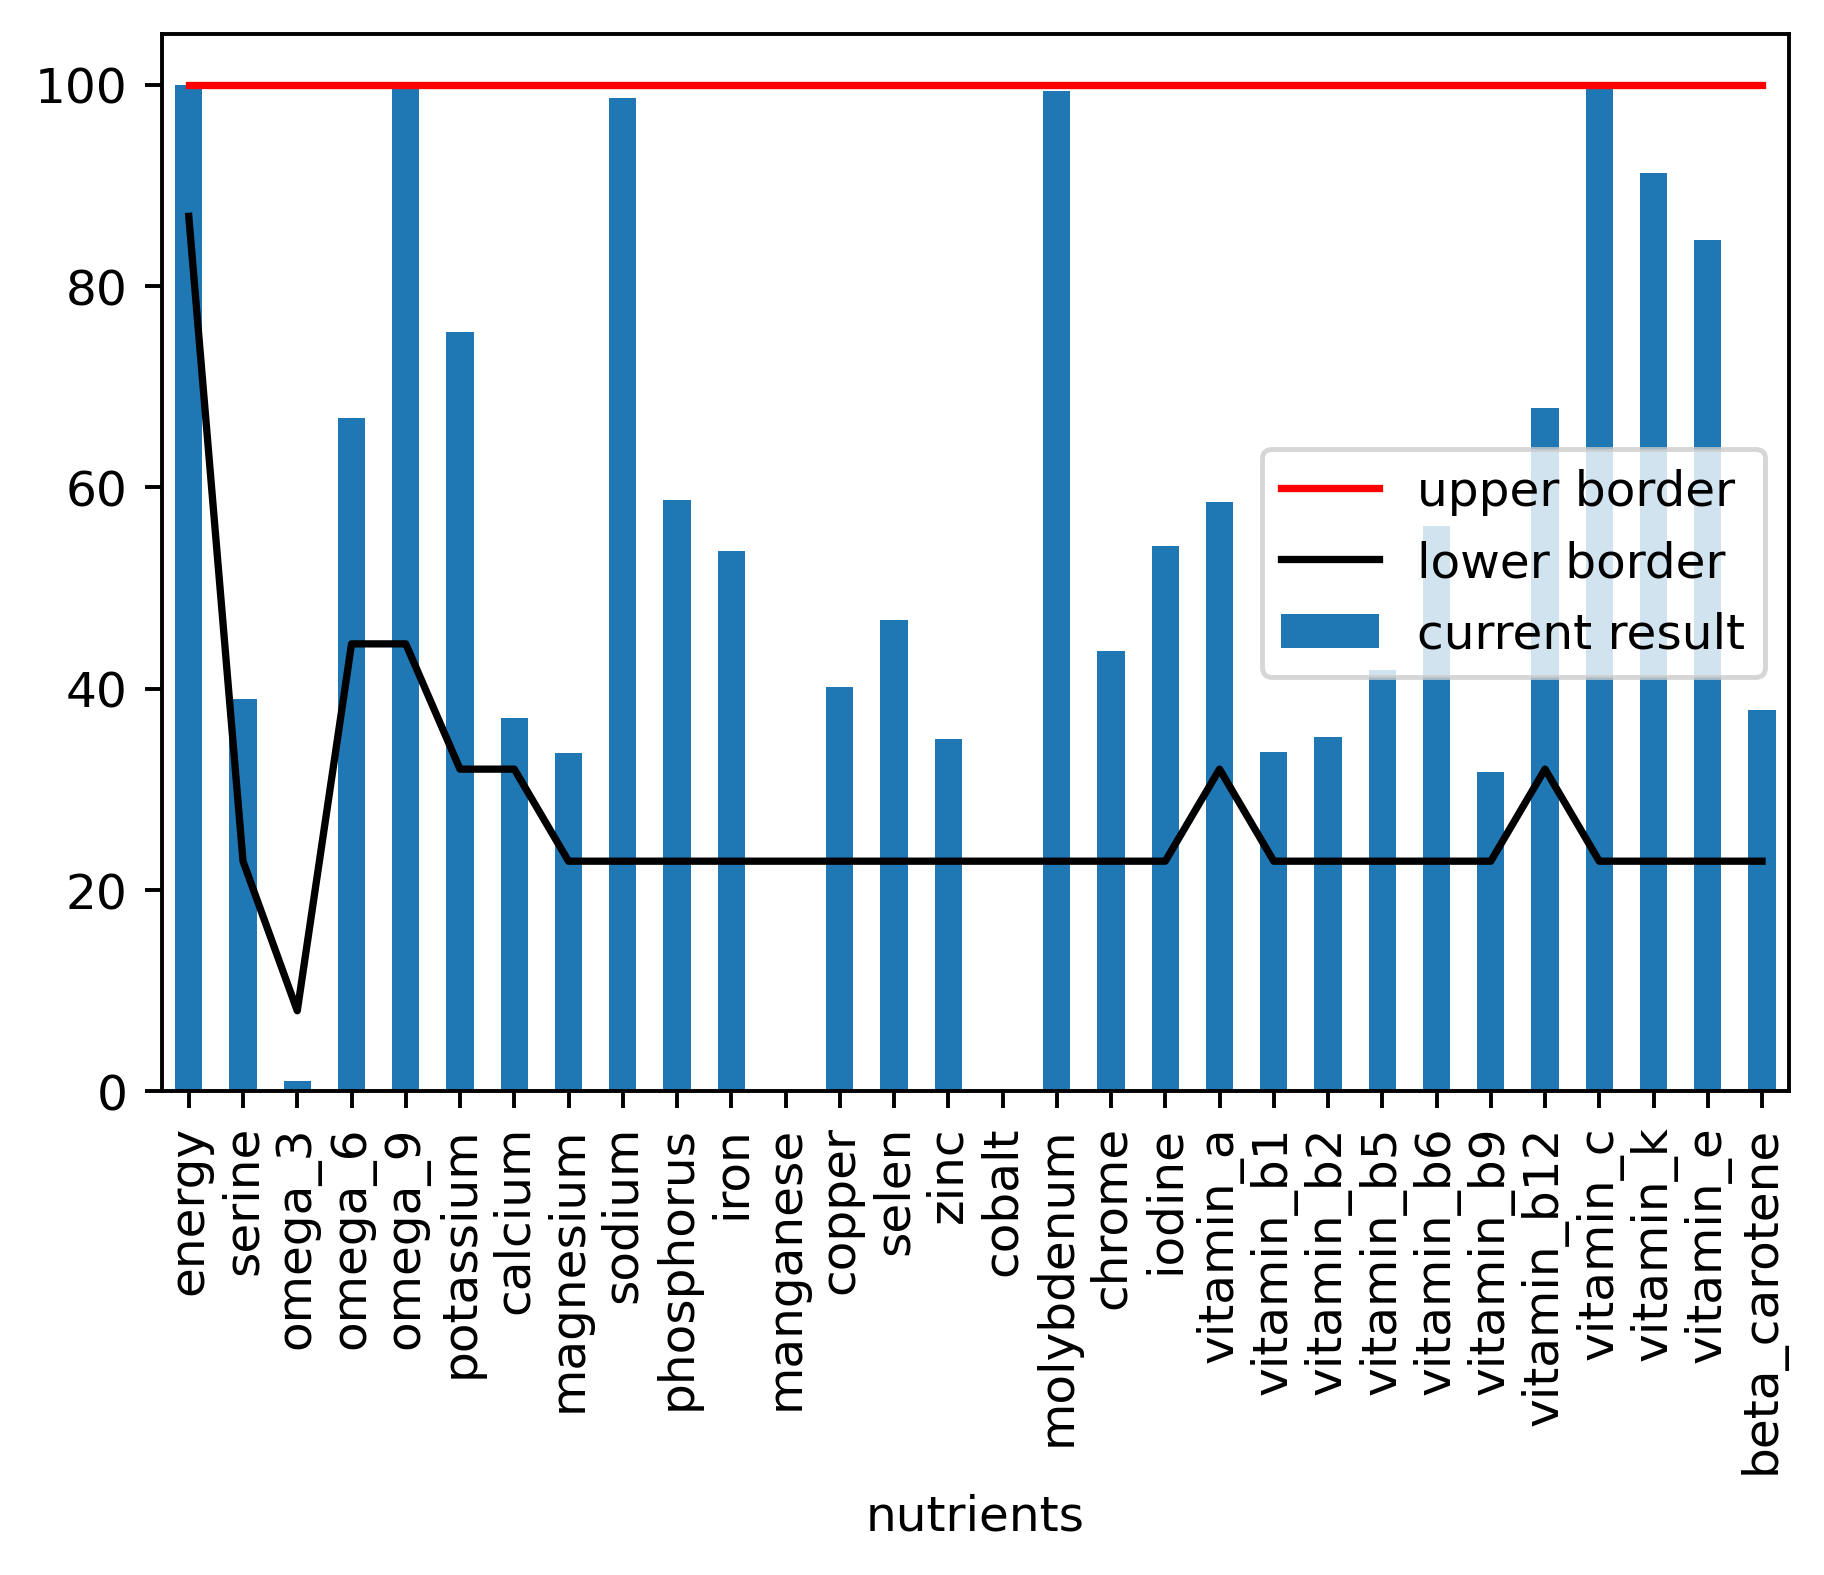 100
80
60
40
20
0
upper border
lower border
current result
energy
serine
omega_3
omega_6
omega_9
potassium
calcium
magnesium
sodium
phosphorus
iron
manganese
copper
selen
zinc
cobalt
molybdenum
chrome
iodine
vitamin_a
vitamin_b1
vitamin_b2
vitamin_b5
vitamin_b6
vitamin_b9
vitamin_b12
vitamin_c
vitamin_k
vitamin_e
beta_carotene
nutrients